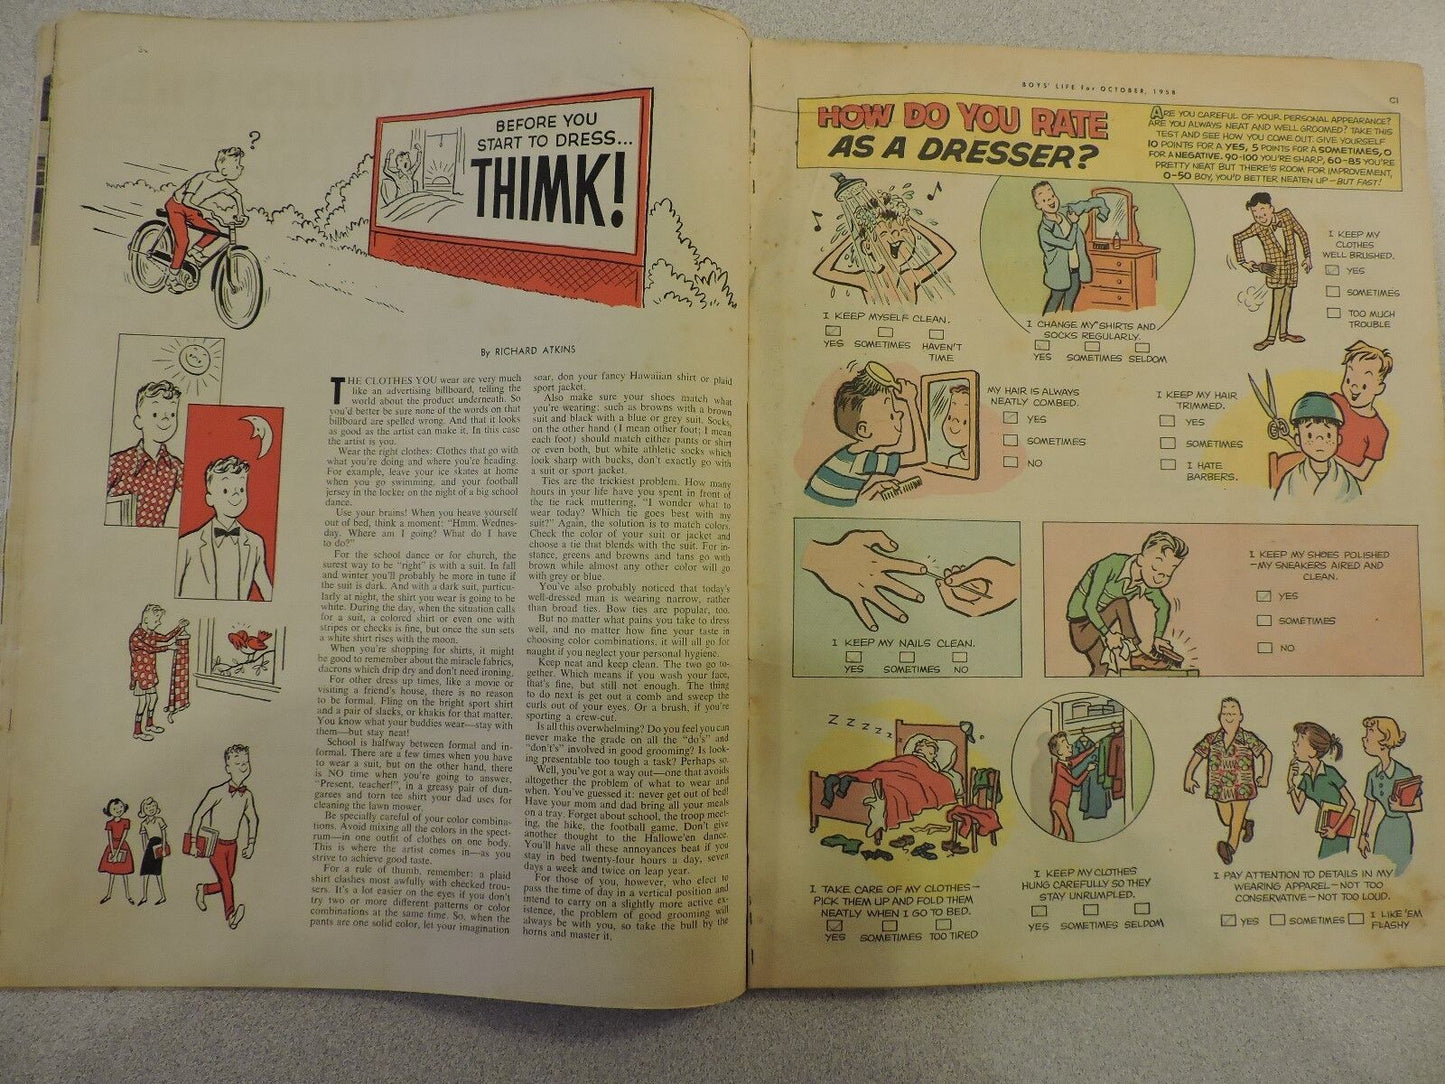 ?
BEFORE YOU
START TO DRESS...
THIMK!
By RICHARD ATKINS
THE CLOTHES YOU wear are very much
like an advertising billboard, telling the
world about the product underneath. So
you'd better be sure none of the words on that
billboard are spelled wrong. And that it looks
as good as the artist can make it. In this case
the artist is you.
Wear the right clothes: Clothes that go with
what you're doing and where you're heading.
For example, leave your ice skates at home
when you go swimming, and your football
jersey in the locker on the night of a big school
dance.
Use your brains! When you heave yourself
out of bed, think a moment: "Hmm. Wednes-
day. Where am I going? What do I have
to do?"
For the school dance or for church, the
surest way to be "right" is with a suit. In fall
and winter you'll probably be more in tune if
the suit is dark. And with a dark suit, particu-
larly at night, the shirt you wear is going to be
white. During the day, when the situation calls
for a suit, a colored shirt or even one with
stripes or checks is fine, but once the sun sets
a white shirt rises with the moon.
When you're shopping for shirts, it might
be good to remember about the miracle fabrics,
dacrons which drip dry and don't need ironing.
For other dress up times, like a movie or
visiting a friend's house, there is no reason
to be formal. Fling on the bright sport shirt
and a pair of slacks, or khakis for that matter.
You know what your buddies wear—stay with
them—but stay neat!
School is halfway between formal and in-
formal. There are a few times when you have
to wear a suit, but on the other hand, there
is NO time when you're going to answer,
"Present, teacher!", in a greasy pair of dun-
garees and torn tee shirt your dad uses for
cleaning the lawn mower.
Be specially careful of your color combina-
tions. Avoid mixing all the colors in the spect-
rum—in one outfit of clothes on one body.
This is where the artist comes in—as you
strive to achieve good taste.
For a rule of thumb, remember: a plaid
shirt clashes most awfully with checked trou-
sers. It's a lot easier on the eyes if you don't
try two or more different patterns or color
combinations at the same time. So, when the
pants are one solid color, let your imagination
soar, don your fancy Hawaiian shirt or plaid
sport jacket.
Also make sure your shoes match what
you're wearing: such as browns with a brown
suit and black with a blue or grey suit. Socks,
on the other hand (I mean other foot; I mean
each foot) should match either pants or shirt
or even both, but white athletic socks which
look sharp with bucks, don't exactly go with
a suit or sport jacket.
Ties are the trickiest problem. How many
hours in your life have you spent in front of
the tie rack muttering, "I wonder what to
wear today? Which tie goes best with my
suit?" Again, the solution is to match colors.
Check the color of your suit or jacket and
choose a tie that blends with the suit. For in-
stance, greens and browns and tans go with
brown while almost any other color will go
with grey or blue.
You've also probably noticed that today's
well-dressed man is wearing narrow, rather
than broad ties. Bow ties are popular, too.
But no matter what pains you take to dress
well, and no matter how fine your taste in
choosing color combinations, it will all go for
naught if you neglect your personal hygiene.
Keep neat and keep clean. The two go to-
gether. Which means if you wash your face,
that's fine, but still not enough. The thing
to do next is get out a comb and sweep the
curls out of your eyes. Or a brush, if you're
sporting a crew-cut.
Is all this overwhelming? Do you feel you can
never make the grade on all the "do's" and
"don't's" involved in good grooming? Is look-
ing presentable too tough a task? Perhaps so.
Well, you've got a way out—one that avoids
altogether the problem of what to wear and
when. You've guessed it: never get out of bed!
Have your mom and dad bring all your meals
on a tray. Forget about school, the troop meet-
ing, the hike, the football game. Don't give
another thought to the Hallowe'en dance.
You'll have all these annoyances beat if you
stay in bed twenty-four hours a day, seven
days a week and twice on leap year.
For those of you, however, who elect to
pass the time of day in a vertical position and
intend to carry on a slightly more active ex-
istence, the problem of good grooming will
always be with you, so take the bull by the
horns and master it.
BOYS' LIFE for OCTOBER, 1958
C1
HOW DO YOU RATE
AS A DRESSER?
ARE YOU CAREFUL OF YOUR PERSONAL APPEARANCE?
ARE YOU ALWAYS NEAT AND WELL GROOMED? TAKE THIS
TEST AND SEE HOW YOU COME OUT. GIVE YOURSELF
10 POINTS FOR A YES, 5 POINTS FOR A SOMETIMES, 0
FOR A NEGATIVE. 90-100 YOU'RE SHARP, 60-85 YOU'RE
PRETTY NEAT BUT THERE'S ROOM FOR IMPROVEMENT,
0-50 BOY, YOU'D BETTER NEATEN UP—BUT FAST!
I KEEP MYSELF CLEAN.
YES SOMETIMES HAVEN'T
TIME
I CHANGE MY SHIRTS AND
SOCKS REGULARLY.
YES SOMETIMES SELDOM
I KEEP MY
CLOTHES
WELL BRUSHED.
YES
SOMETIMES
TOO MUCH
TROUBLE
MY HAIR IS ALWAYS
NEATLY COMBED.
YES
SOMETIMES
NO
I KEEP MY HAIR
TRIMMED.
YES
SOMETIMES
I HATE
BARBERS.
I KEEP MY NAILS CLEAN.
YES SOMETIMES NO
I KEEP MY SHOES POLISHED
—MY SNEAKERS AIRED AND
CLEAN.
YES
SOMETIMES
NO
Z Z Z Z Z
I TAKE CARE OF MY CLOTHES—
PICK THEM UP AND FOLD THEM
NEATLY WHEN I GO TO BED.
YES SOMETIMES TOO TIRED
I KEEP MY CLOTHES
HUNG CAREFULLY SO THEY
STAY UNRUMPLED.
YES SOMETIMES SELDOM
I PAY ATTENTION TO DETAILS IN MY
WEARING APPAREL—NOT TOO
CONSERVATIVE—NOT TOO LOUD.
YES SOMETIMES I LIKE 'EM
FLASHY